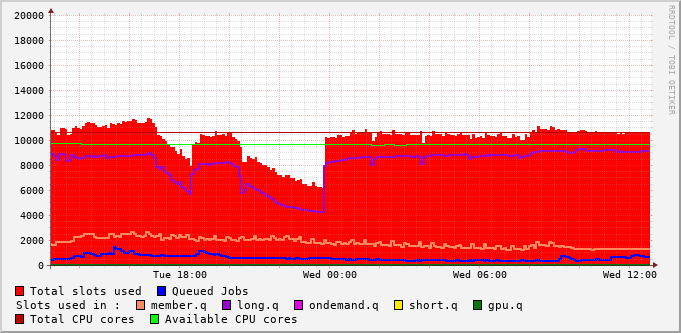 20000
18000
16000
14000
12000
10000
8000
6000
4000
2000
0
Tue 18:00 Wed 00:00 Wed 06:00 Wed 12:00
RRDTOOL / TOBI OETIKER
Total slots used Queued Jobs
Slots used in : member.q long.q ondemand.q short.q gpu.q
Total CPU cores Available CPU cores